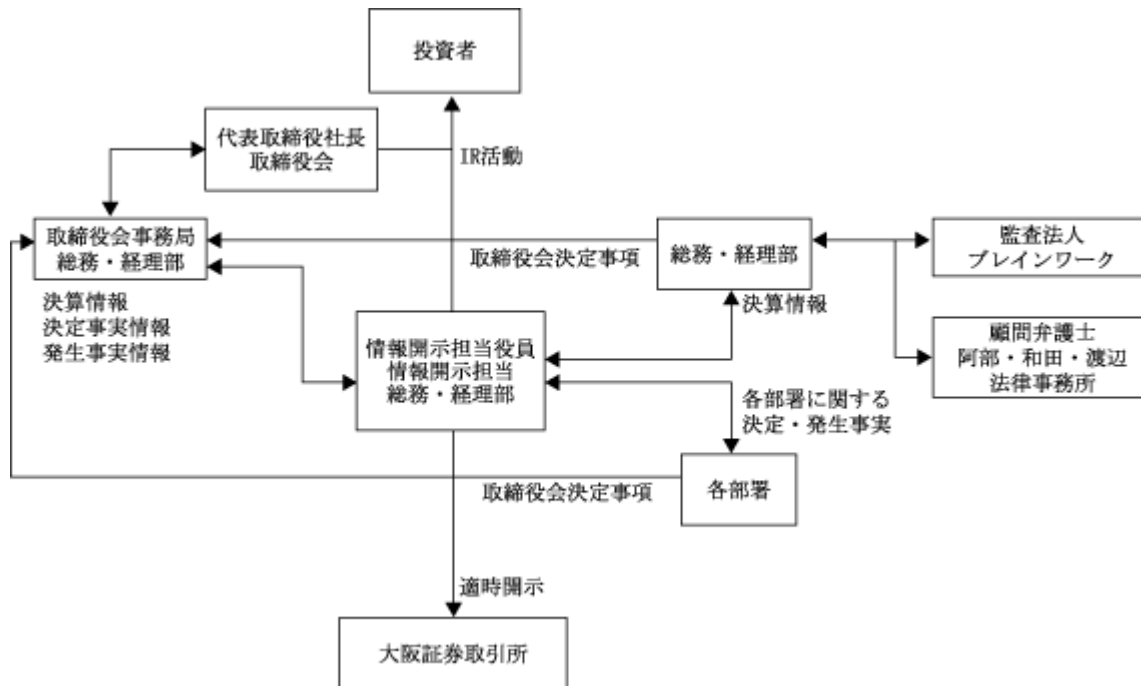 投資者
代表取締役社長
取締役会
IR活動
取締役会事務局
総務・経理部
取締役会決定事項
総務・経理部
監査法人
ブレインワーク
決算情報
決定事実情報
発生事実情報
決算情報
顧問弁護士
阿部・和田・渡辺
法律事務所
情報開示担当役員
情報開示担当
総務・経理部
各部署に関する
決定・発生事実
取締役会決定事項
各部署
適時開示
大阪証券取引所